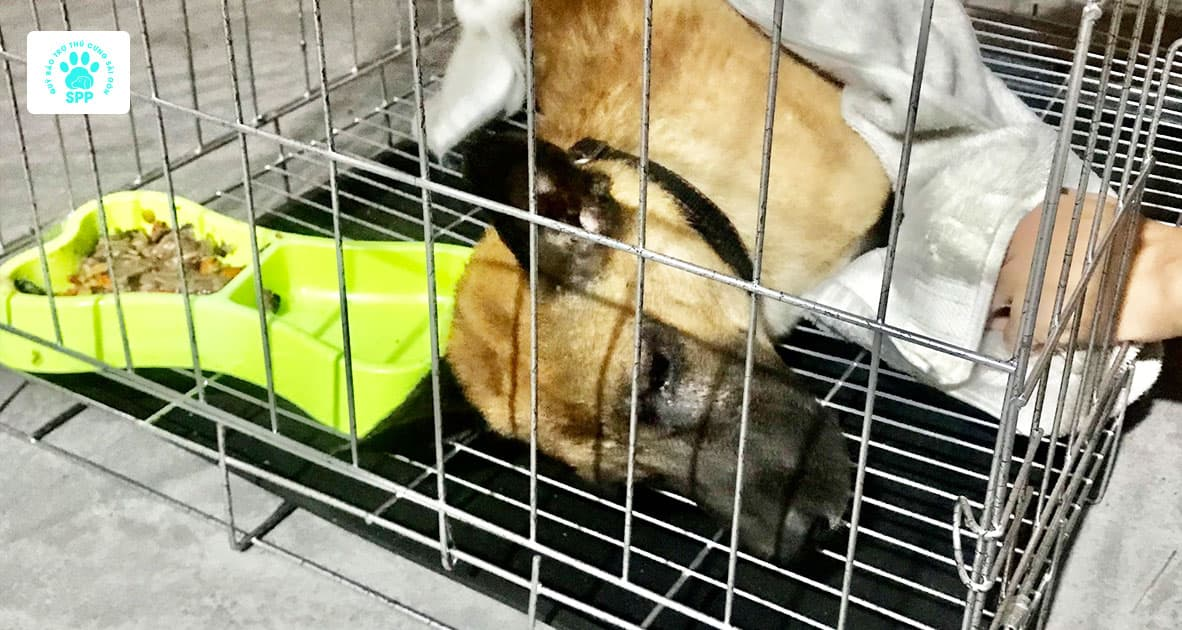 QUỸ BẢO TRỢ THÚ CƯNG SÀI GÒN
SPP